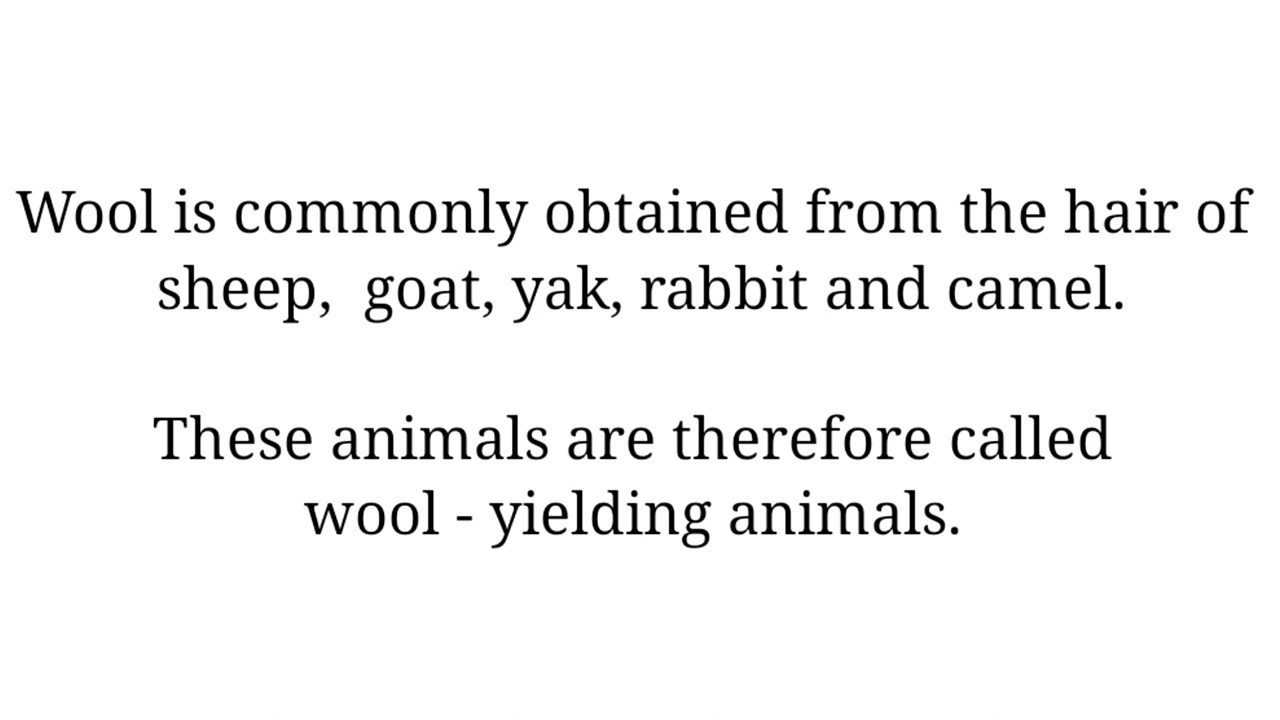 Wool is commonly obtained from the hair of
sheep,  goat, yak, rabbit and camel.
These animals are therefore called
wool - yielding animals.